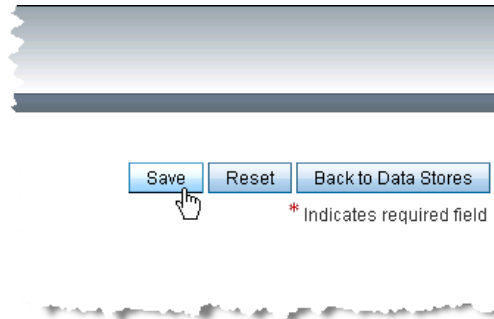 Save Reset Back to Data Stores
* Indicates required field